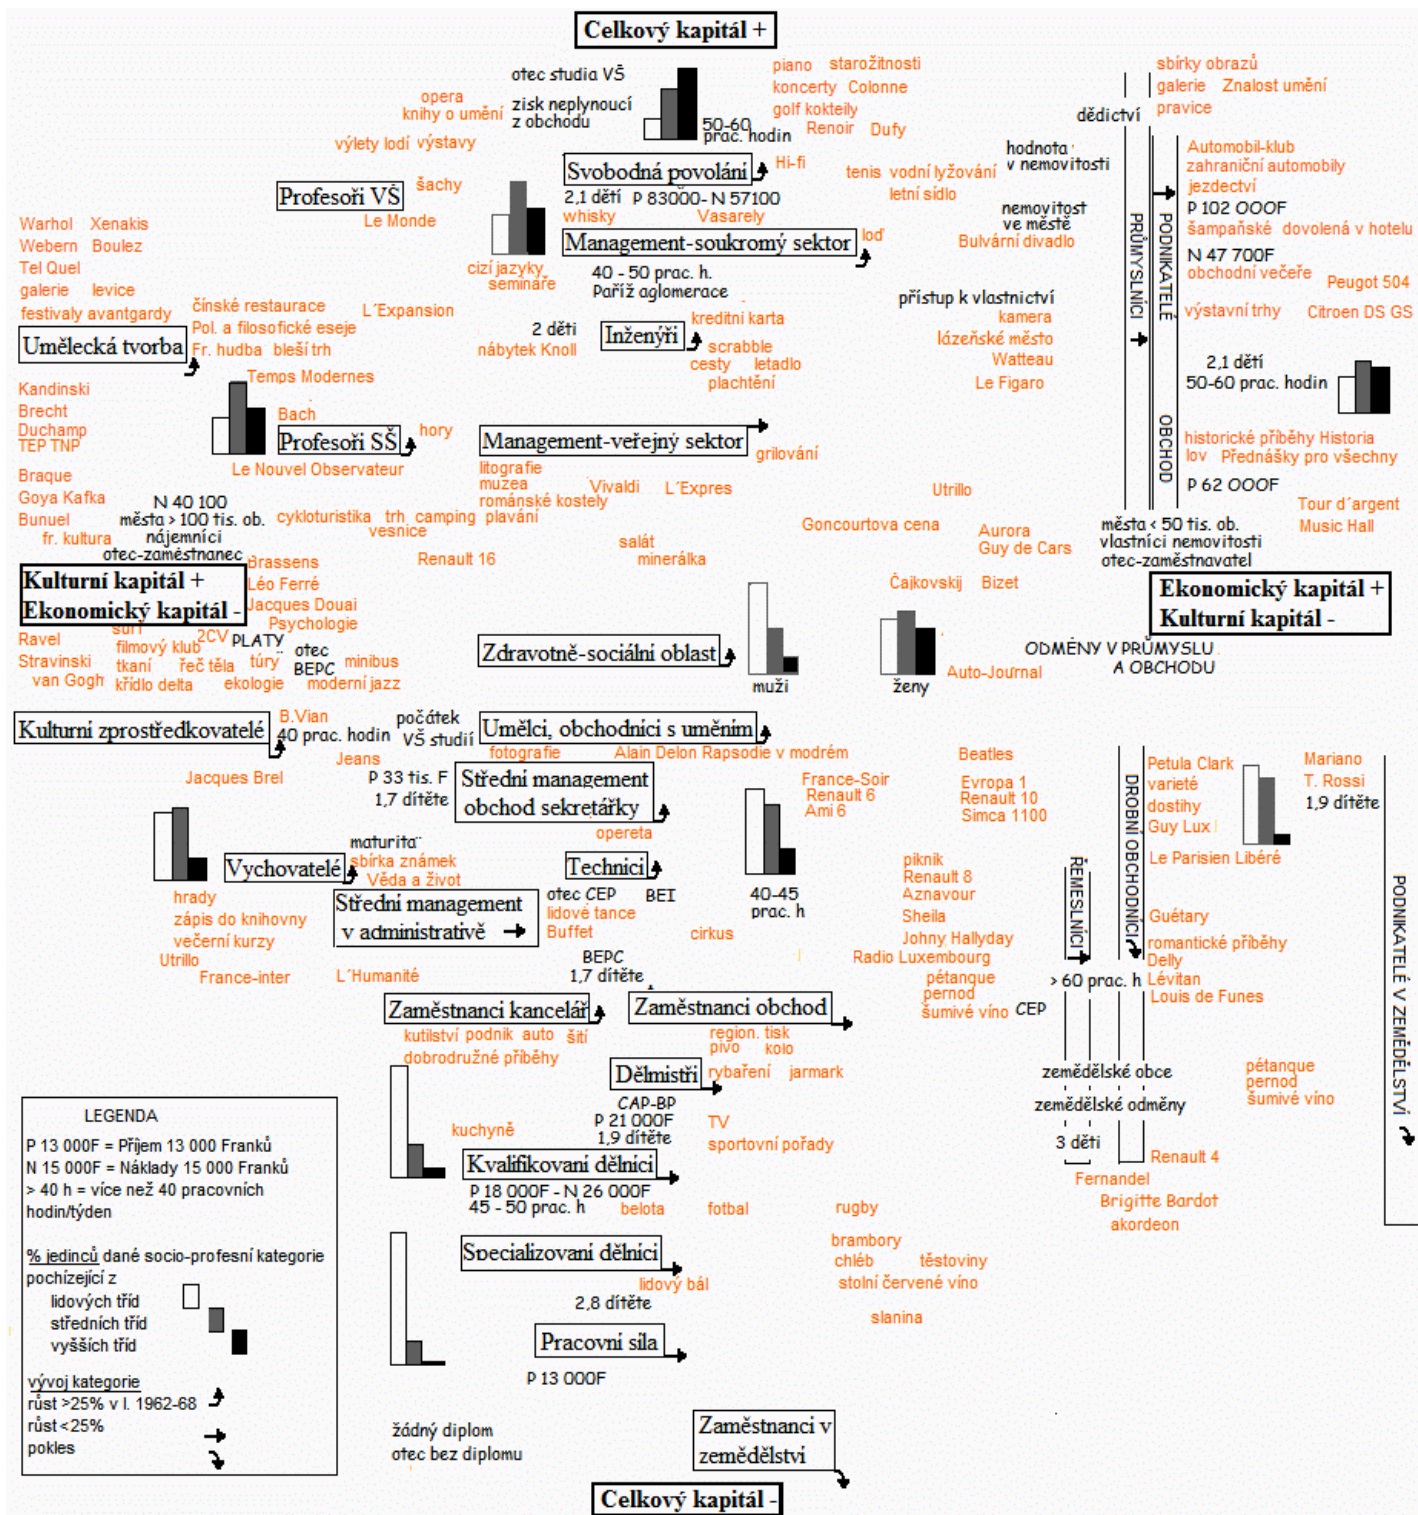 Celkový kapitál +
otec studia VŠ
zisk neplynoucí
z obchodu
50-60
prac. hodin
piano starožitnosti
koncerty Colonne
golf kokteily
Renoir Dufy
opera
knihy o umění
výlety lodí výstavy
sbírky obrazů
galerie Znalost umění
pravice
dědictví
hodnota
v nemovitosti
Svobodná povolání
Hi-fi
2,1 dětí P 83000- N 57100
whisky Vasarely
tenis vodní lyžování
letní sídlo
nemovitost
ve městě
Bulvární divadlo
Profesoři VŠ
šachy
Le Monde
Management-soukromý sektor
loď
cizí jazyky
semináře
40 - 50 prac. h.
Paříž aglomerace
PRŮMYSLNÍCI
PODNIKATELÉ
OBCHOD
Automobil-klub
zahraniční automobily
jezdectví
P 102 OOOF
šampaňské dovolená v hotelu
N 47 700F
obchodní večeře
Peugot 504
výstavní trhy Citroen DS GS
2,1 dětí
50-60 prac. hodin
Warhol Xenakis
Webern Boulez
Tel Quel
galerie levice
festivaly avantgardy
čínské restaurace
Pol. a filosofické eseje
Fr. hudba bleší trh
L´Expansion
Umělecká tvorba
Temps Modernes
2 děti
nábytek Knoll
Inženýři
kreditní karta
scrabble
cesty letadlo
plachtění
přístup k vlastnictví
kamera
lázeňské město
Watteau
Le Figaro
Kandinski
Brecht
Duchamp
TEP TNP
Braque
Goya Kafka
Bunuel
fr. kultura
Bach
Profesoři SŠ
hory
Le Nouvel Observateur
Management-veřejný sektor
grilování
litografie
muzea
románské kostely
Vivaldi L´Expres
Utrillo
historické příběhy Historia
lov Přednášky pro všechny
P 62 OOOF
Tour d´argent
Music Hall
N 40 100
města > 100 tis. ob.
nájemníci
otec-zaměstnanec
cykloturistika trh camping plavání
vesnice
Renault 16
salát
minerálka
Goncourtova cena
Aurora
Guy de Cars
Čajkovskij Bizet
města < 50 tis. ob.
vlastníci nemovitosti
otec-zaměstnavatel
Kulturní kapitál +
Ekonomický kapitál -
Brassens
Léo Ferré
Jacques Douai
Psychologie
Ekonomický kapitál +
Kulturní kapitál -
Ravel
Stravinski
van Gogh
surf
filmový klub
2CV
tkaní řeč těla túry
křídlo delta ekologie
PLATY
otec
BEPC
minibus
moderní jazz
Zdravotně-sociální oblast
muži
ženy
Auto-Journal
ODMĚNY V PRŮMYSLU
A OBCHODU
Kulturní zprostředkovatelé
B.Vian
40 prac. hodin
počátek
VŠ studií
Umělci, obchodníci s uměním
fotografie Alain Delon Rapsodie v modrém
Jeans
Jacques Brel
P 33 tis. F
1,7 dítěte
Střední management
obchod sekretářky
opereta
France-Soir
Renault 6
Ami 6
Beatles
Evropa 1
Renault 10
Simca 1100
DROBNÍ OBCHODNÍCI
Petula Clark
varieté
dostihy
Guy Lux
Le Parisien Libéré
Mariano
T. Rossi
1,9 dítěte
PODNIKATELÉ V ZEMĚDĚLSTVÍ
maturita
sbírka známek
Věda a život
Vychovatelé
Technici
otec CEP BEI
lidové tance
Buffet
40-45
prac. h
piknik
Renault 8
Aznavour
Sheila
Johny Hallyday
Radio Luxembourg
pétanque
pernod
šumivé víno CEP
ŘEMESLNÍCI
> 60 prac. h
Guétary
romantické příběhy
Delly
Lévitan
Louis de Funes
hrady
zápis do knihovny
večerní kurzy
Utrillo
France-inter
Střední management
v administrativě
L´Humanité
cirkus
BEPC
1,7 dítěte
Zaměstnanci kancelář
kutilství podnik auto šití
dobrodružné příběhy
Zaměstnanci obchod
region. tisk
pivo kolo
rybaření jarmark
Dělmistři
CAP-BP
P 21 000F
1,9 dítěte
TV
sportovní pořady
zemědělské obce
zemědělské odměny
3 děti
pétanque
pernod
šumivé víno
Renault 4
Fernandel
Brigitte Bardot
akordeon
kuchyně
Kvalifikovaní dělníci
P 18 000F - N 26 000F
45 - 50 prac. h
belota fotbal rugby
Specializovaní dělníci
lidový bál
2,8 dítěte
brambory
chléb těstoviny
stolní červené víno
slanina
Pracovní síla
P 13 000F
žádný diplom
otec bez diplomu
Zaměstnanci v
zemědělství
Celkový kapitál -
LEGENDA
P 13 000F = Příjem 13 000 Franků
N 15 000F = Náklady 15 000 Franků
> 40 h = více než 40 pracovních
hodin/týden
% jedinců dané socio-profesní kategorie
pocházející z
lidových tříd
středních tříd
vyšších tříd
vývoj kategorie
růst >25% v l. 1962-68
růst <25%
pokles